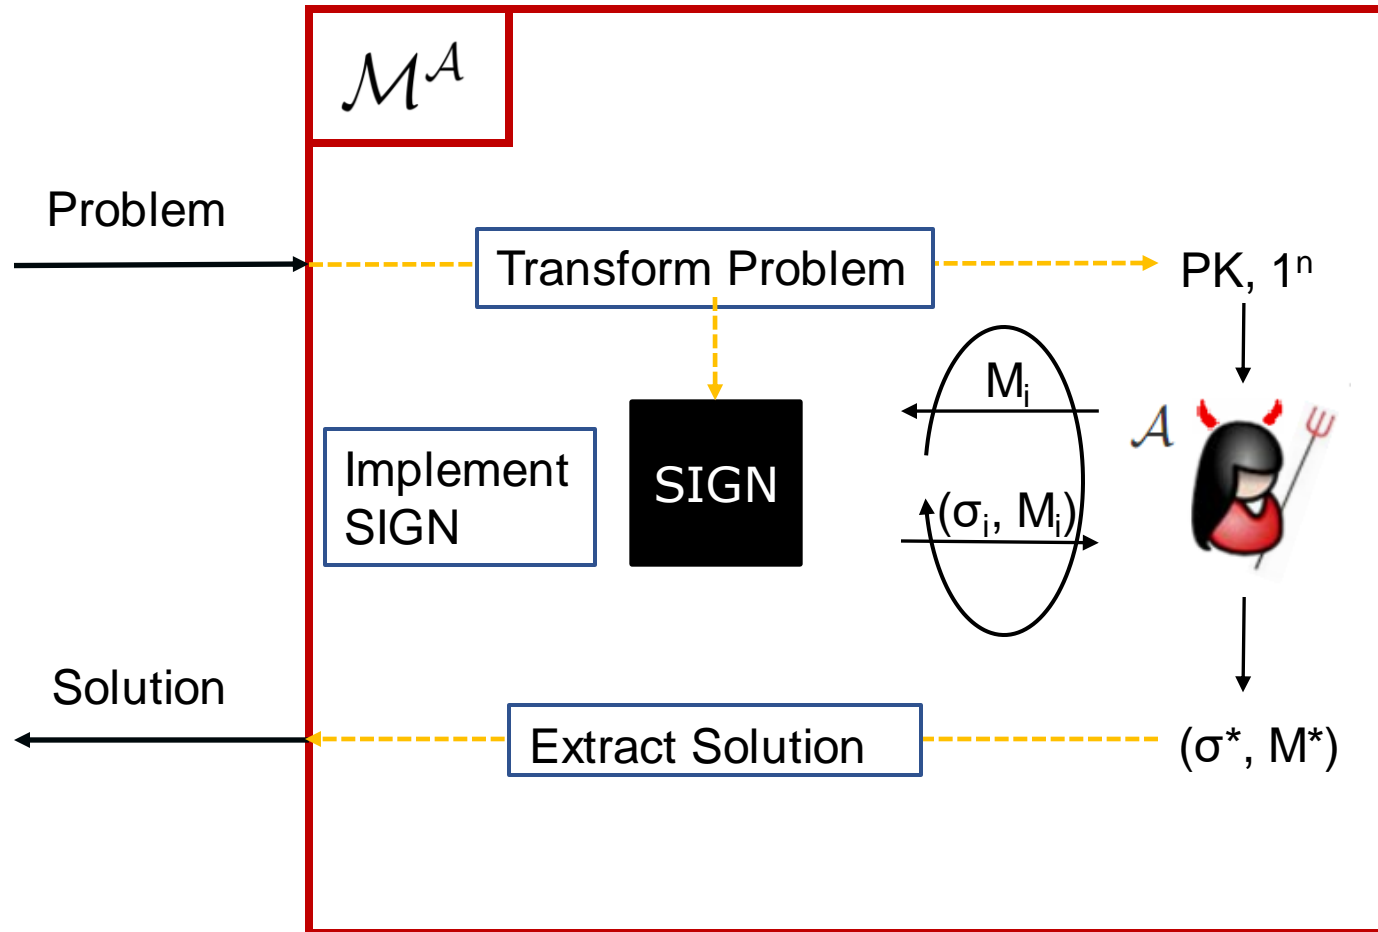 ℳ^𝒜
Problem
Transform Problem
PK, 1ⁿ
Mᵢ
𝒜
Implement
SIGN
SIGN
(σᵢ, Mᵢ)
Solution
Extract Solution
(σ*, M*)